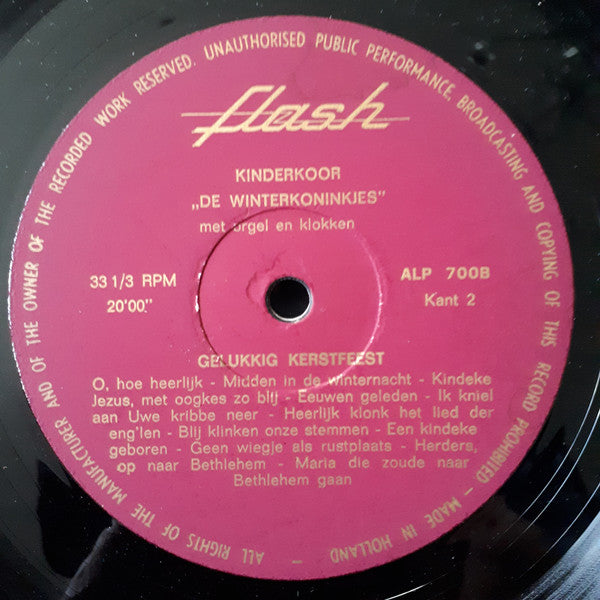 ALL RIGHTS OF THE MANUFACTURER AND OF THE OWNER OF THE RECORDED WORK RESERVED. UNAUTHORISED PUBLIC PERFORMANCE, BROADCASTING AND COPYING OF THIS RECORD PROHIBITED – MADE IN HOLLAND –
flash
KINDERKOOR
„DE WINTERKONINKJES”
met orgel en klokken
33 1/3 RPM
20'00"
ALP 700B
Kant 2
GELUKKIG KERSTFEEST
O, hoe heerlijk - Midden in de winternacht - Kindeke
Jezus, met oogkes zo blij - Eeuwen geleden - Ik kniel
aan Uwe kribbe neer - Heerlijk klonk het lied der
eng'len - Blij klinken onze stemmen - Een kindeke
geboren - Geen wiegje als rustplaats - Herders,
op naar Bethlehem - Maria die zoude naar
Bethlehem gaan